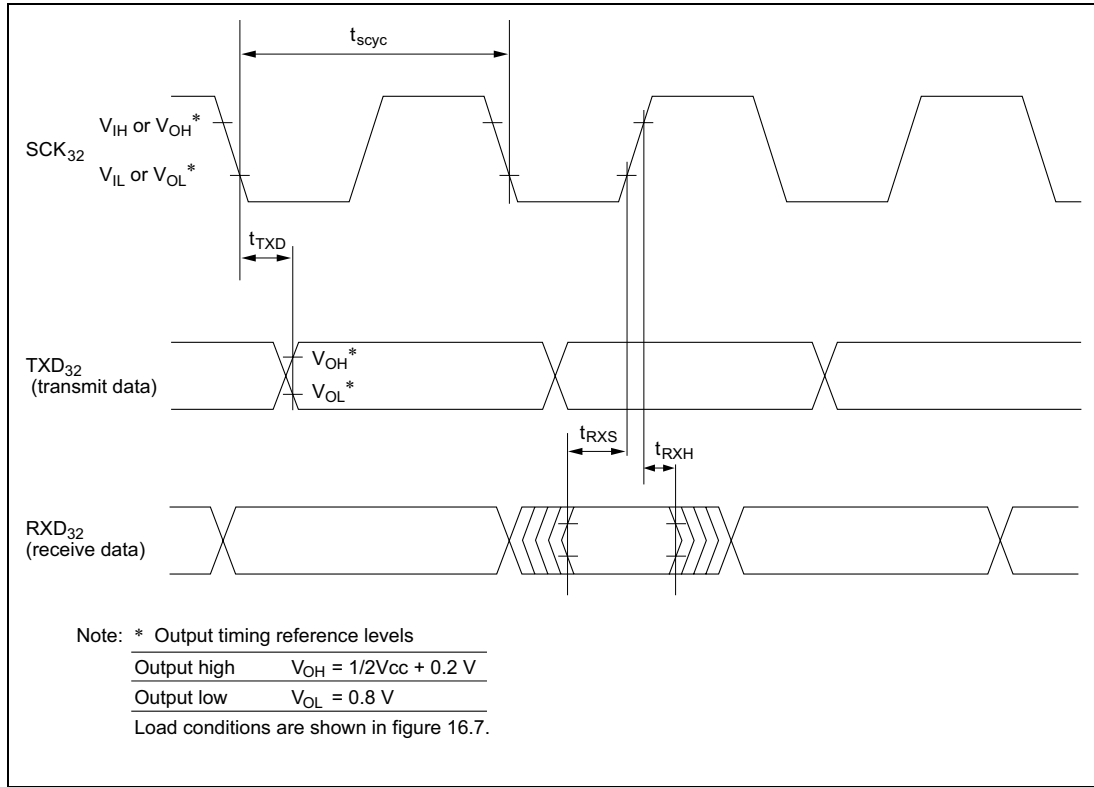 tscyc
VIH or VOH*
SCK32
VIL or VOL*
tTXD
TXD32
(transmit data)
VOH*
VOL*
tRXS
tRXH
RXD32
(receive data)
Note: * Output timing reference levels
Output high VOH = 1/2Vcc + 0.2 V
Output low VOL = 0.8 V
Load conditions are shown in figure 16.7.